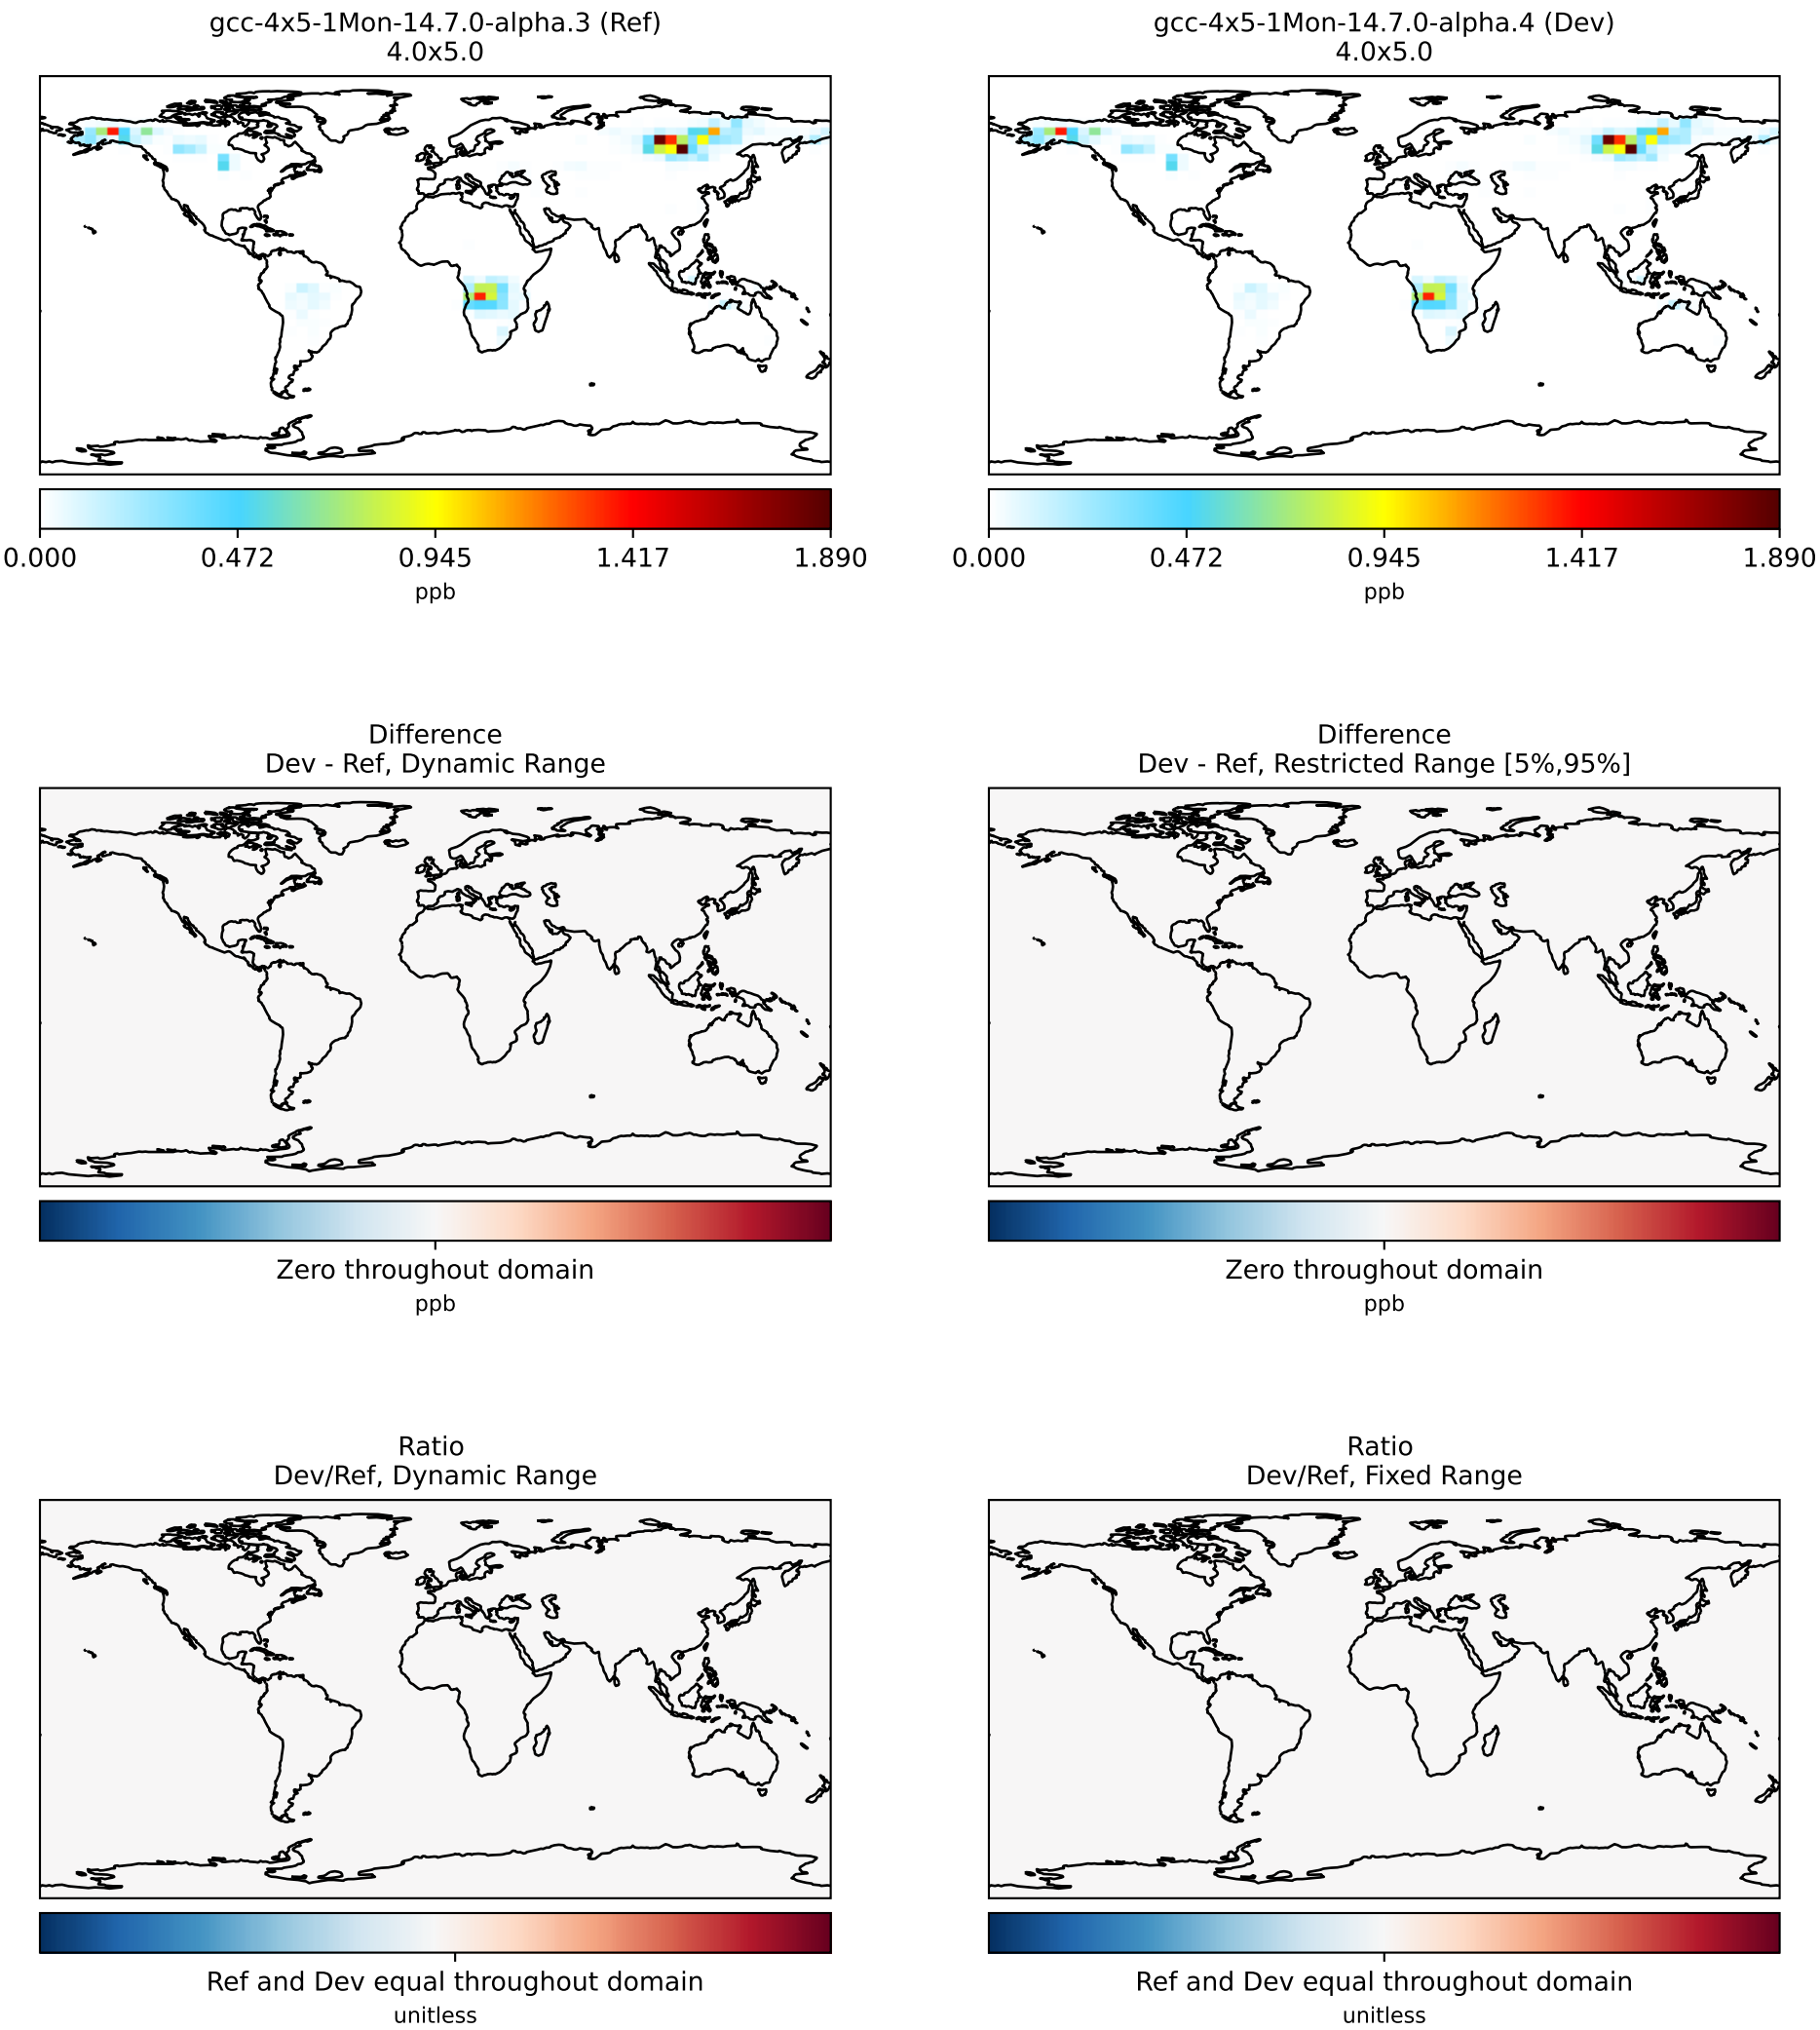 gcc-4x5-1Mon-14.7.0-alpha.3 (Ref)
4.0x5.0
gcc-4x5-1Mon-14.7.0-alpha.4 (Dev)
4.0x5.0
0.000 0.472 0.945 1.417 1.890
ppb
0.000 0.472 0.945 1.417 1.890
ppb
Difference
Dev - Ref, Dynamic Range
Difference
Dev - Ref, Restricted Range [5%,95%]
Zero throughout domain
ppb
Zero throughout domain
ppb
Ratio
Dev/Ref, Dynamic Range
Ratio
Dev/Ref, Fixed Range
Ref and Dev equal throughout domain
unitless
Ref and Dev equal throughout domain
unitless